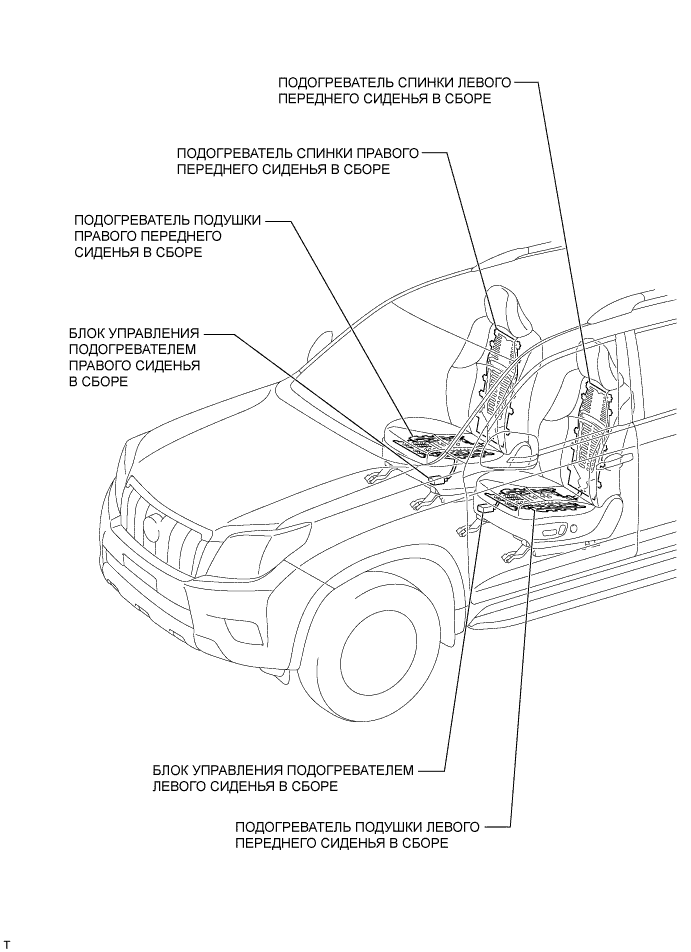 ПОДОГРЕВАТЕЛЬ СПИНКИ ЛЕВОГО
ПЕРЕДНЕГО СИДЕНЬЯ В СБОРЕ
ПОДОГРЕВАТЕЛЬ СПИНКИ ПРАВОГО
ПЕРЕДНЕГО СИДЕНЬЯ В СБОРЕ
ПОДОГРЕВАТЕЛЬ ПОДУШКИ
ПРАВОГО ПЕРЕДНЕГО
СИДЕНЬЯ В СБОРЕ
БЛОК УПРАВЛЕНИЯ
ПОДОГРЕВАТЕЛЕМ
ПРАВОГО СИДЕНЬЯ
В СБОРЕ
БЛОК УПРАВЛЕНИЯ ПОДОГРЕВАТЕЛЕМ
ЛЕВОГО СИДЕНЬЯ В СБОРЕ
ПОДОГРЕВАТЕЛЬ ПОДУШКИ ЛЕВОГО
ПЕРЕДНЕГО СИДЕНЬЯ В СБОРЕ
T